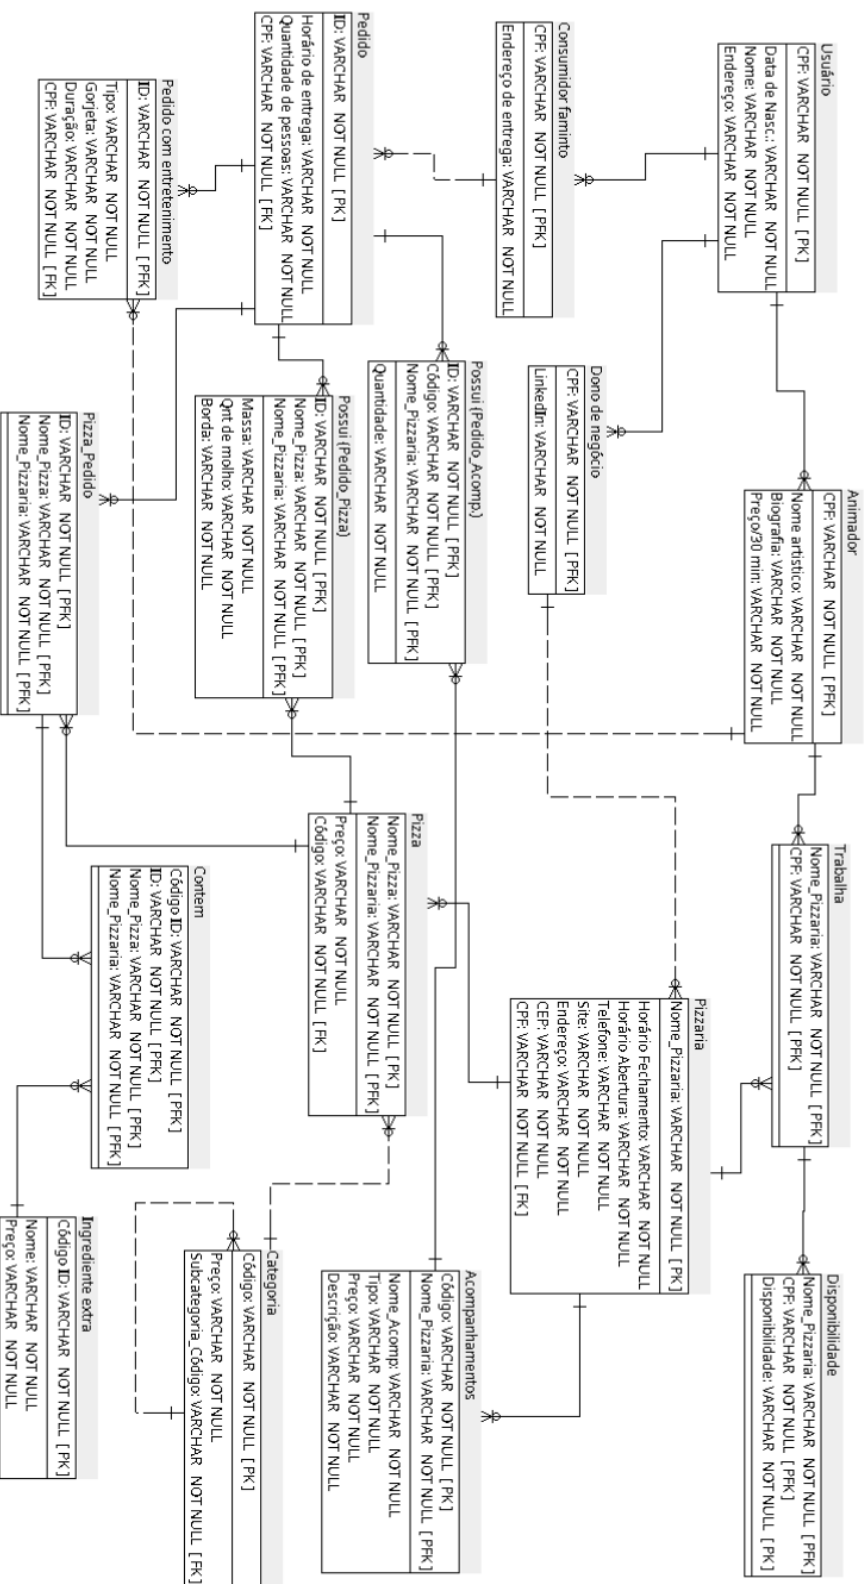 Usuário
CPF: VARCHAR NOT NULL [ PFK ]
Data de Nasc.: VARCHAR NOT NULL
Nome: VARCHAR NOT NULL
Endereço: VARCHAR NOT NULL
Animador
CPF: VARCHAR NOT NULL [ PFK ]
Nome artístico: VARCHAR NOT NULL
Biografia: VARCHAR NOT NULL
Preço/30 min: VARCHAR NOT NULL
Trabalha
Nome_Pizzaria: VARCHAR NOT NULL [ PFK ]
CPF: VARCHAR NOT NULL [ PFK ]
Disponibilidade
Nome_Pizzaria: VARCHAR NOT NULL [ PFK ]
CPF: VARCHAR NOT NULL [ PFK ]
Disponibilidade: VARCHAR NOT NULL [ PK ]
Consumidor faminto
CPF: VARCHAR NOT NULL [ PFK ]
Endereço de entrega: VARCHAR NOT NULL
Dono de negócio
CPF: VARCHAR NOT NULL [ PFK ]
LinkedIn: VARCHAR NOT NULL
Pizzaria
Nome_Pizzaria: VARCHAR NOT NULL [ PK ]
Horário Fechamento: VARCHAR NOT NULL
Horário Abertura: VARCHAR NOT NULL
Telefone: VARCHAR NOT NULL
Site: VARCHAR NOT NULL
Endereço: VARCHAR NOT NULL
CEP: VARCHAR NOT NULL
CPF: VARCHAR NOT NULL [ FK ]
Pedido
ID: VARCHAR NOT NULL [ PK ]
Horário de entrega: VARCHAR NOT NULL
Quantidade de pessoas: VARCHAR NOT NULL
CPF: VARCHAR NOT NULL [ FK ]
Possui (Pedido_Acomp.)
ID: VARCHAR NOT NULL [ PFK ]
Código: VARCHAR NOT NULL [ PFK ]
Nome_Pizzaria: VARCHAR NOT NULL [ PFK ]
Quantidade: VARCHAR NOT NULL
Acompanhamentos
Código: VARCHAR NOT NULL [ PK ]
Nome_Pizzaria: VARCHAR NOT NULL [ PFK ]
Nome_Acomp: VARCHAR NOT NULL
Tipo: VARCHAR NOT NULL
Preço: VARCHAR NOT NULL
Descrição: VARCHAR NOT NULL
Possui (Pedido_Pizza)
ID: VARCHAR NOT NULL [ PFK ]
Nome_Pizza: VARCHAR NOT NULL [ PFK ]
Nome_Pizzaria: VARCHAR NOT NULL [ PFK ]
Massa: VARCHAR NOT NULL
Qnt de molho: VARCHAR NOT NULL
Borda: VARCHAR NOT NULL
Pizza
Nome_Pizza: VARCHAR NOT NULL [ PK ]
Nome_Pizzaria: VARCHAR NOT NULL [ PFK ]
Preço: VARCHAR NOT NULL
Código: VARCHAR NOT NULL [ FK ]
Categoria
Código: VARCHAR NOT NULL [ PK ]
Preço: VARCHAR NOT NULL
Subcategoria_Código: VARCHAR NOT NULL [ FK ]
Pedido com entretenimento
ID: VARCHAR NOT NULL [ PFK ]
Tipo: VARCHAR NOT NULL
Gorjeta: VARCHAR NOT NULL
Duração: VARCHAR NOT NULL
CPF: VARCHAR NOT NULL [ FK ]
Pizza_Pedido
ID: VARCHAR NOT NULL [ PFK ]
Nome_Pizza: VARCHAR NOT NULL [ PFK ]
Nome_Pizzaria: VARCHAR NOT NULL [ PFK ]
Contem
Código ID: VARCHAR NOT NULL [ PFK ]
ID: VARCHAR NOT NULL [ PFK ]
Nome_Pizza: VARCHAR NOT NULL [ PFK ]
Nome_Pizzaria: VARCHAR NOT NULL [ PFK ]
Ingrediente extra
Código ID: VARCHAR NOT NULL [ PK ]
Nome: VARCHAR NOT NULL
Preço: VARCHAR NOT NULL